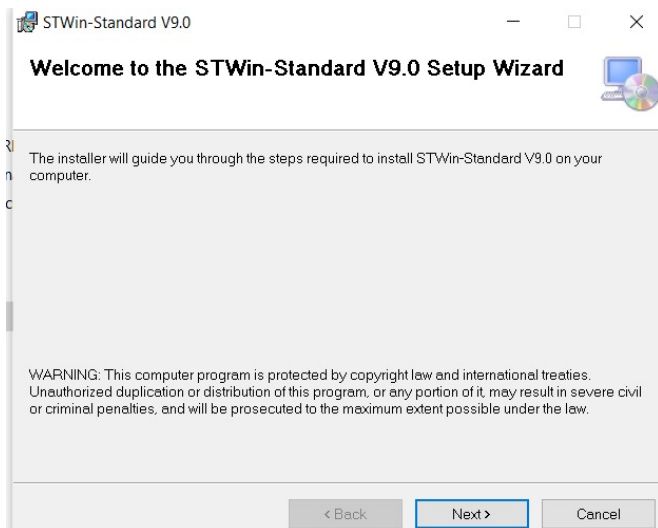 STWin-Standard V9.0
Welcome to the STWin-Standard V9.0 Setup Wizard
The installer will guide you through the steps required to install STWin-Standard V9.0 on your
computer.
WARNING: This computer program is protected by copyright law and international treaties.
Unauthorized duplication or distribution of this program, or any portion of it, may result in severe civil
or criminal penalties, and will be prosecuted to the maximum extent possible under the law.
< Back Next > Cancel